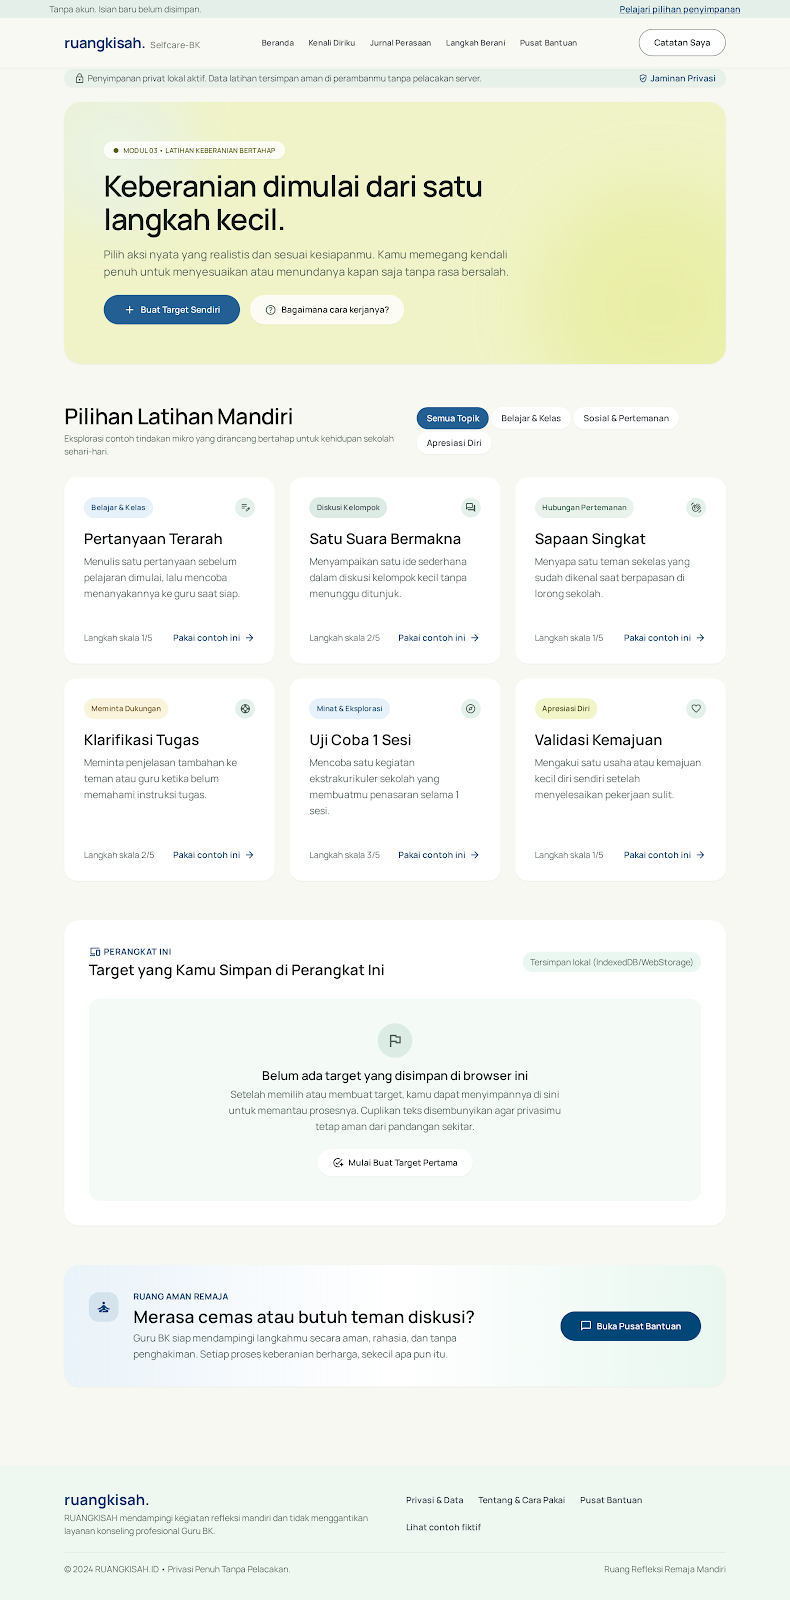 Tanpa akun. Isian baru belum disimpan.
Pelajari pilihan penyimpanan
ruangkisah. Selfcare-BK
Beranda
Kenali Diriku
Jurnal Perasaan
Langkah Berani
Pusat Bantuan
Catatan Saya
Penyimpanan privat lokal aktif. Data latihan tersimpan aman di perambanmu tanpa pelacakan server.
Jaminan Privasi
MODUL 03 • LATIHAN KEBERANIAN BERTAHAP
Keberanian dimulai dari satu
langkah kecil.
Pilih aksi nyata yang realistis dan sesuai kesiapanmu. Kamu memegang kendali
penuh untuk menyesuaikan atau menundanya kapan saja tanpa rasa bersalah.
Buat Target Sendiri
Bagaimana cara kerjanya?
Pilihan Latihan Mandiri
Eksplorasi contoh tindakan mikro yang dirancang bertahap untuk kehidupan sekolah
sehari-hari.
Semua Topik
Belajar & Kelas
Sosial & Pertemanan
Apresiasi Diri
Belajar & Kelas
Pertanyaan Terarah
Menulis satu pertanyaan sebelum
pelajaran dimulai, lalu mencoba
menanyakannya ke guru saat siap.
Langkah skala 1/5
Pakai contoh ini
Diskusi Kelompok
Satu Suara Bermakna
Menyampaikan satu ide sederhana
dalam diskusi kelompok kecil tanpa
menunggu ditunjuk.
Langkah skala 2/5
Pakai contoh ini
Hubungan Pertemanan
Sapaan Singkat
Menyapa satu teman sekelas yang
sudah dikenal saat berpapasan di
lorong sekolah.
Langkah skala 1/5
Pakai contoh ini
Meminta Dukungan
Klarifikasi Tugas
Meminta penjelasan tambahan ke
teman atau guru ketika belum
memahami instruksi tugas.
Langkah skala 2/5
Pakai contoh ini
Minat & Eksplorasi
Uji Coba 1 Sesi
Mencoba satu kegiatan
ekstrakurikuler sekolah yang
membuatmu penasaran selama 1
sesi.
Langkah skala 3/5
Pakai contoh ini
Apresiasi Diri
Validasi Kemajuan
Mengakui satu usaha atau kemajuan
kecil diri sendiri setelah
menyelesaikan pekerjaan sulit.
Langkah skala 1/5
Pakai contoh ini
PERANGKAT INI
Target yang Kamu Simpan di Perangkat Ini
Tersimpan lokal (IndexedDB/WebStorage)
Belum ada target yang disimpan di browser ini
Setelah memilih atau membuat target, kamu dapat menyimpannya di sini
untuk memantau prosesnya. Cuplikan teks disembunyikan agar privasimu
tetap aman dari pandangan sekitar.
Mulai Buat Target Pertama
RUANG AMAN REMAJA
Merasa cemas atau butuh teman diskusi?
Guru BK siap mendampingi langkahmu secara aman, rahasia, dan tanpa
penghakiman. Setiap proses keberanian berharga, sekecil apa pun itu.
Buka Pusat Bantuan
ruangkisah.
RUANGKISAH mendampingi kegiatan refleksi mandiri dan tidak menggantikan
layanan konseling profesional Guru BK.
Privasi & Data
Tentang & Cara Pakai
Pusat Bantuan
Lihat contoh fiktif
© 2024 RUANGKISAH.ID • Privasi Penuh Tanpa Pelacakan.
Ruang Refleksi Remaja Mandiri